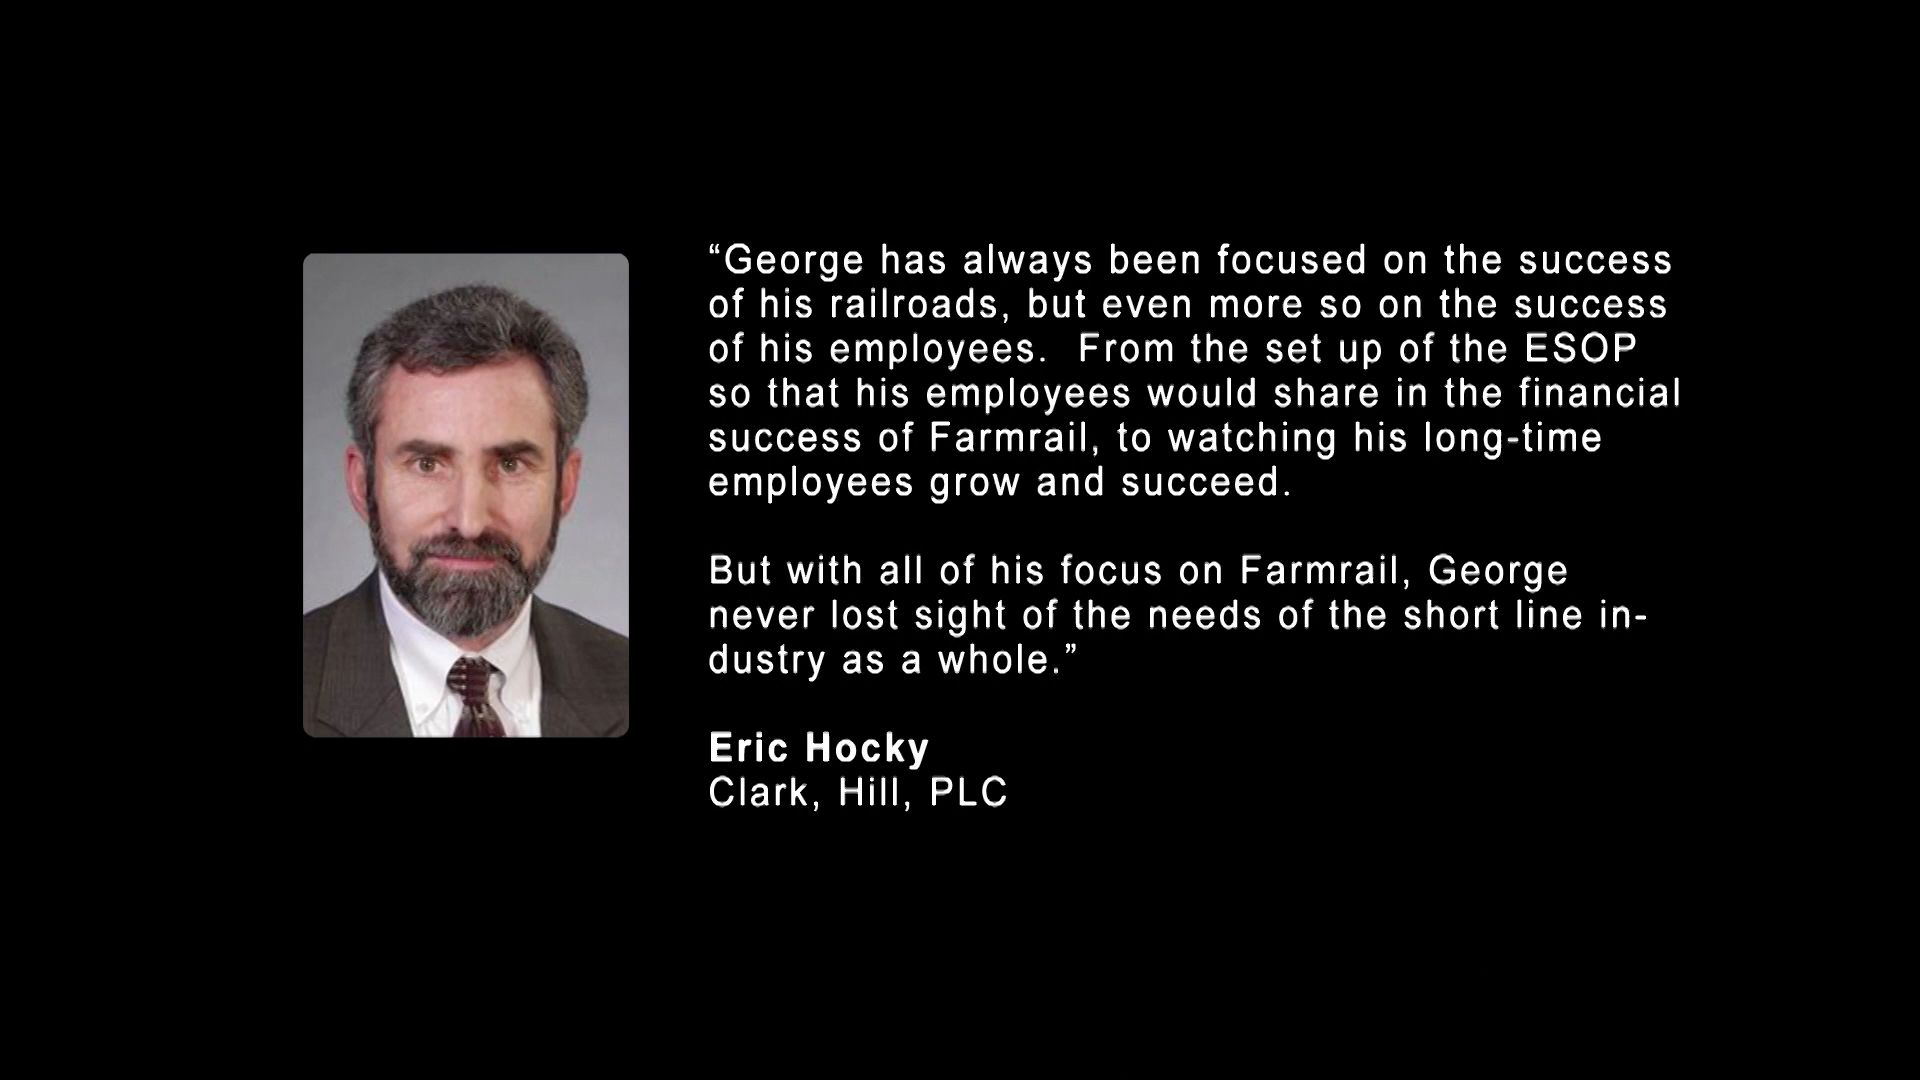 “George has always been focused on the success
of his railroads, but even more so on the success
of his employees.  From the set up of the ESOP
so that his employees would share in the financial
success of Farmrail, to watching his long-time
employees grow and succeed.
But with all of his focus on Farmrail, George
never lost sight of the needs of the short line in-
dustry as a whole.”
Eric Hocky
Clark, Hill, PLC